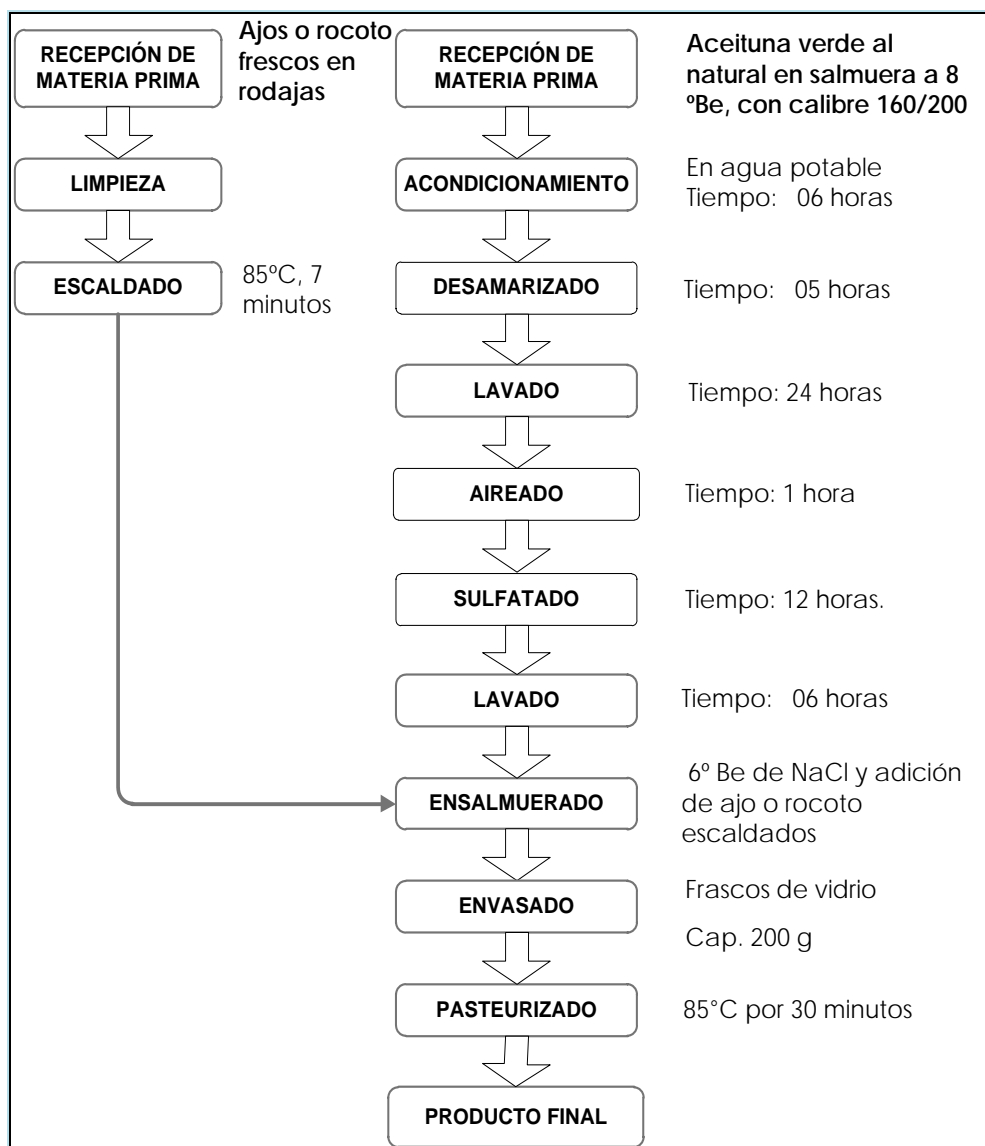 RECEPCIÓN DE
MATERIA PRIMA
Ajos o rocoto
frescos en
rodajas
LIMPIEZA
ESCALDADO
85ºC, 7
minutos
RECEPCIÓN DE
MATERIA PRIMA
Aceituna verde al
natural en salmuera a 8
ºBe, con calibre 160/200
ACONDICIONAMIENTO
En agua potable
Tiempo: 06 horas
DESAMARIZADO
Tiempo: 05 horas
LAVADO
Tiempo: 24 horas
AIREADO
Tiempo: 1 hora
SULFATADO
Tiempo: 12 horas.
LAVADO
Tiempo: 06 horas
ENSALMUERADO
6º Be de NaCl y adición
de ajo o rocoto
escaldados
ENVASADO
Frascos de vidrio
Cap. 200 g
PASTEURIZADO
85°C por 30 minutos
PRODUCTO FINAL